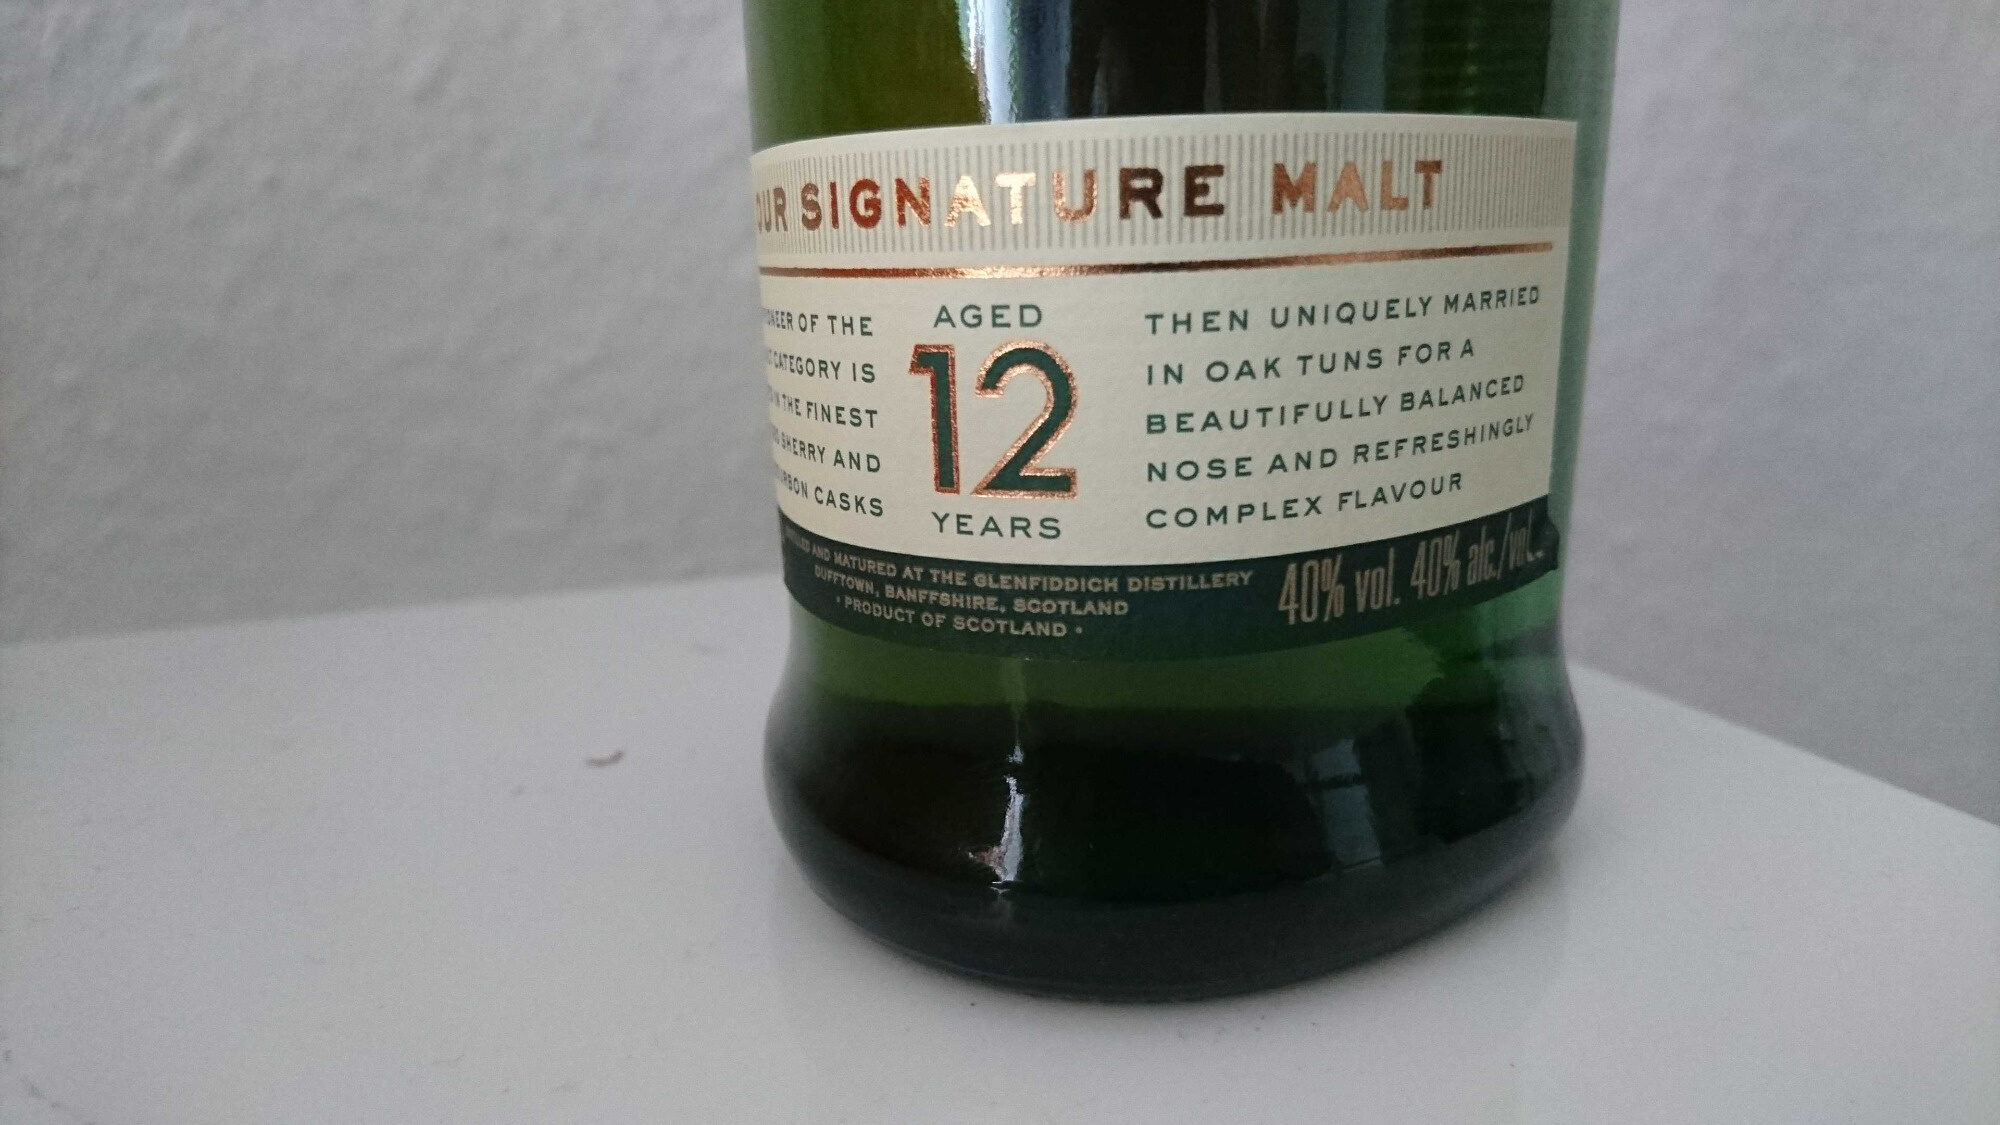 OUR SIGNATURE MALT
OF THE
CATEGORY IS
THE FINEST
SHERRY AND
CASKS
AGED
12
YEARS
THEN UNIQUELY MARRIED
IN OAK TUNS FOR A
BEAUTIFULLY BALANCED
NOSE AND REFRESHINGLY
COMPLEX FLAVOUR
AND MATURED AT THE GLENFIDDICH DISTILLERY
DUFFTOWN, BANFFSHIRE, SCOTLAND
• PRODUCT OF SCOTLAND •
40% vol. 40% alc./vol.